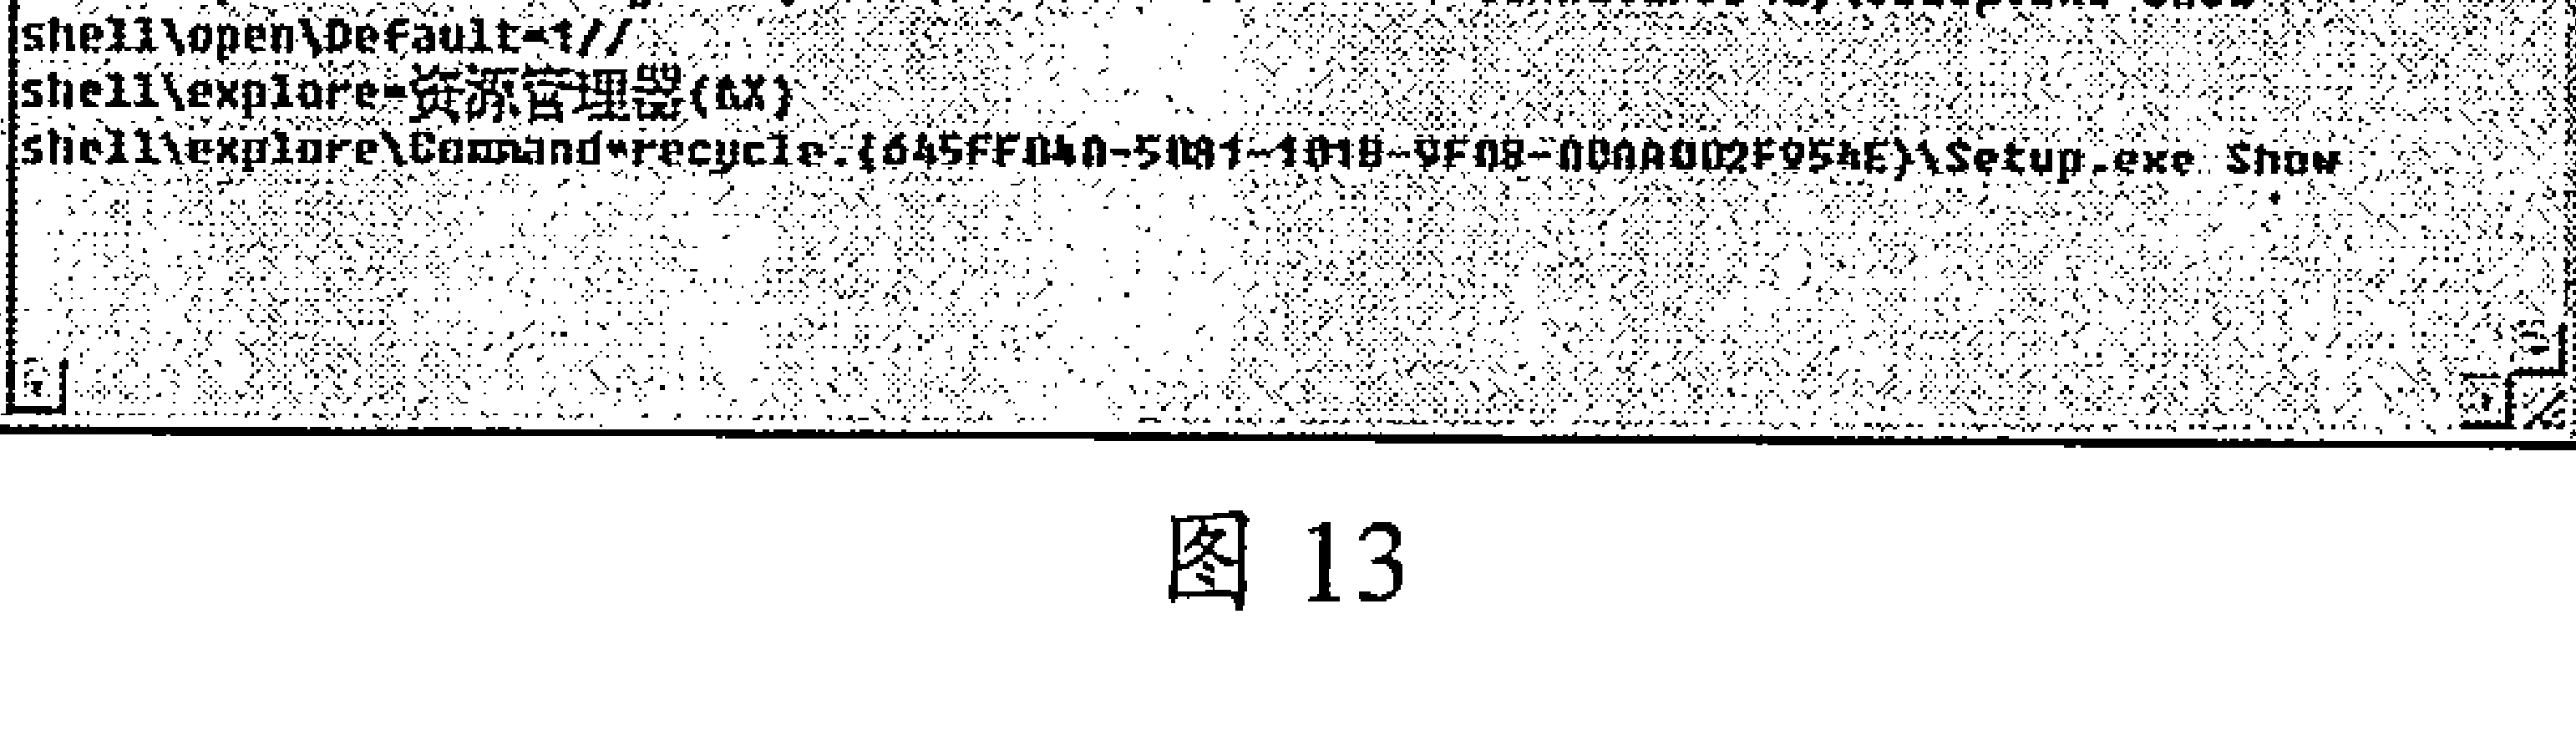 shell\open\Default=1//
shell\explore=资源管理器(&X)
shell\explore\Command=recycle.{645FF040-5081-101B-9F08-00AA002F954E}\Setup.exe Show
图 13